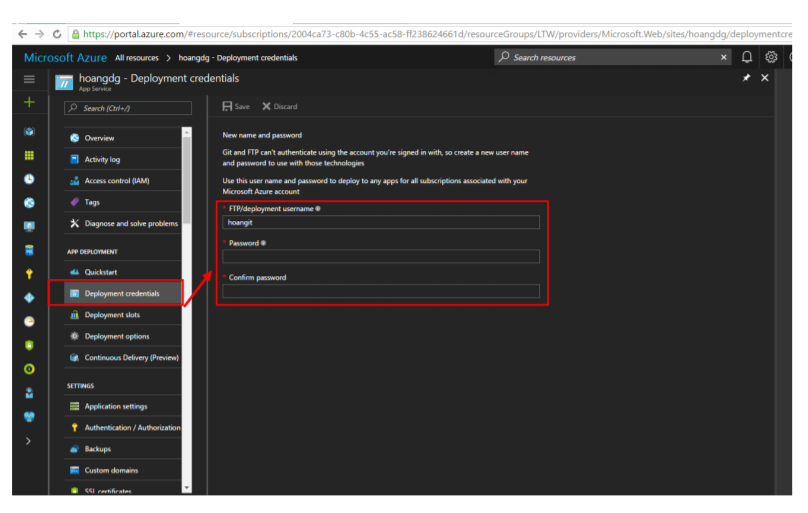 https://portal.azure.com/#resource/subscriptions/2004ca73-c80b-4c55-ac58-ff238624661d/resourceGroups/LTW/providers/Microsoft.Web/sites/hoangdg/deploymentcre
Microsoft Azure All resources > hoangdg - Deployment credentials
Search resources
hoangdg - Deployment credentials
App Service
Search (Ctrl+/)
Save Discard
Overview
Activity log
Access control (IAM)
Tags
Diagnose and solve problems
APP DEPLOYMENT
Quickstart
Deployment credentials
Deployment slots
Deployment options
Continuous Delivery (Preview)
SETTINGS
Application settings
Authentication / Authorization
Backups
Custom domains
SSL certificates
New name and password
Git and FTP can't authenticate using the account you're signed in with, so create a new user name
and password to use with those technologies
Use this user name and password to deploy to any apps for all subscriptions associated with your
Microsoft Azure account
* FTP/deployment username
hoangit
* Password
* Confirm password